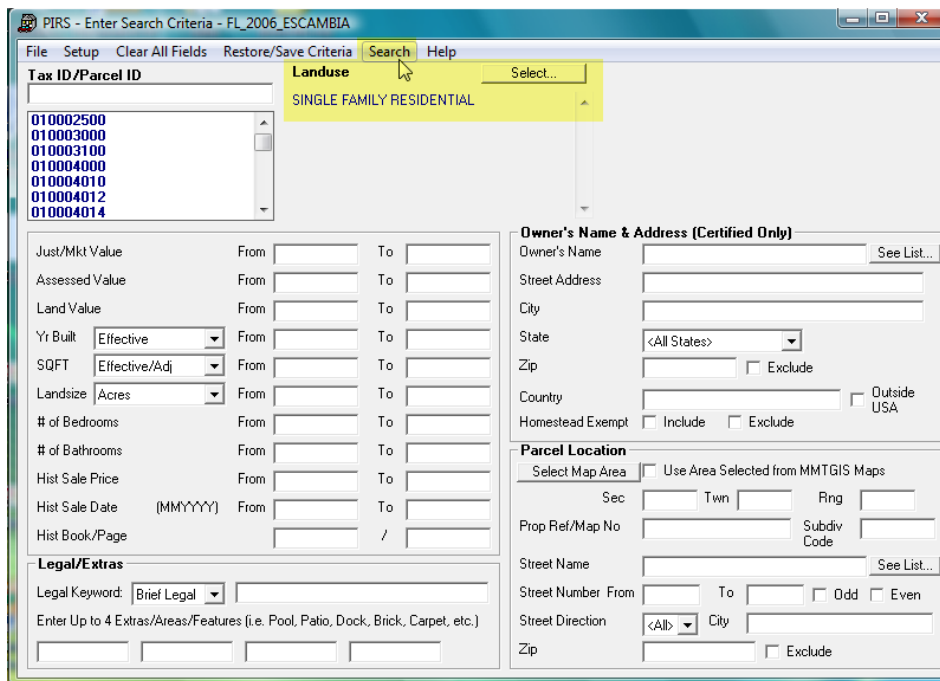 PIRS - Enter Search Criteria - FL_2006_ESCAMBIA
File Setup Clear All Fields Restore/Save Criteria Search Help
Tax ID/Parcel ID
Landuse Select...
SINGLE FAMILY RESIDENTIAL
010002500
010003000
010003100
010004000
010004010
010004012
010004014
Just/Mkt Value From To
Assessed Value From To
Land Value From To
Yr Built Effective From To
SQFT Effective/Adj From To
Landsize Acres From To
# of Bedrooms From To
# of Bathrooms From To
Hist Sale Price From To
Hist Sale Date (MMYYYY) From To
Hist Book/Page /
Legal/Extras
Legal Keyword: Brief Legal
Enter Up to 4 Extras/Areas/Features (i.e. Pool, Patio, Dock, Brick, Carpet, etc.)
Owner's Name & Address (Certified Only)
Owner's Name See List...
Street Address
City
State <All States>
Zip Exclude
Country Outside USA
Homestead Exempt Include Exclude
Parcel Location
Select Map Area Use Area Selected from MMTGIS Maps
Sec Twn Rng
Prop Ref/Map No Subdiv Code
Street Name See List...
Street Number From To Odd Even
Street Direction <All> City
Zip Exclude